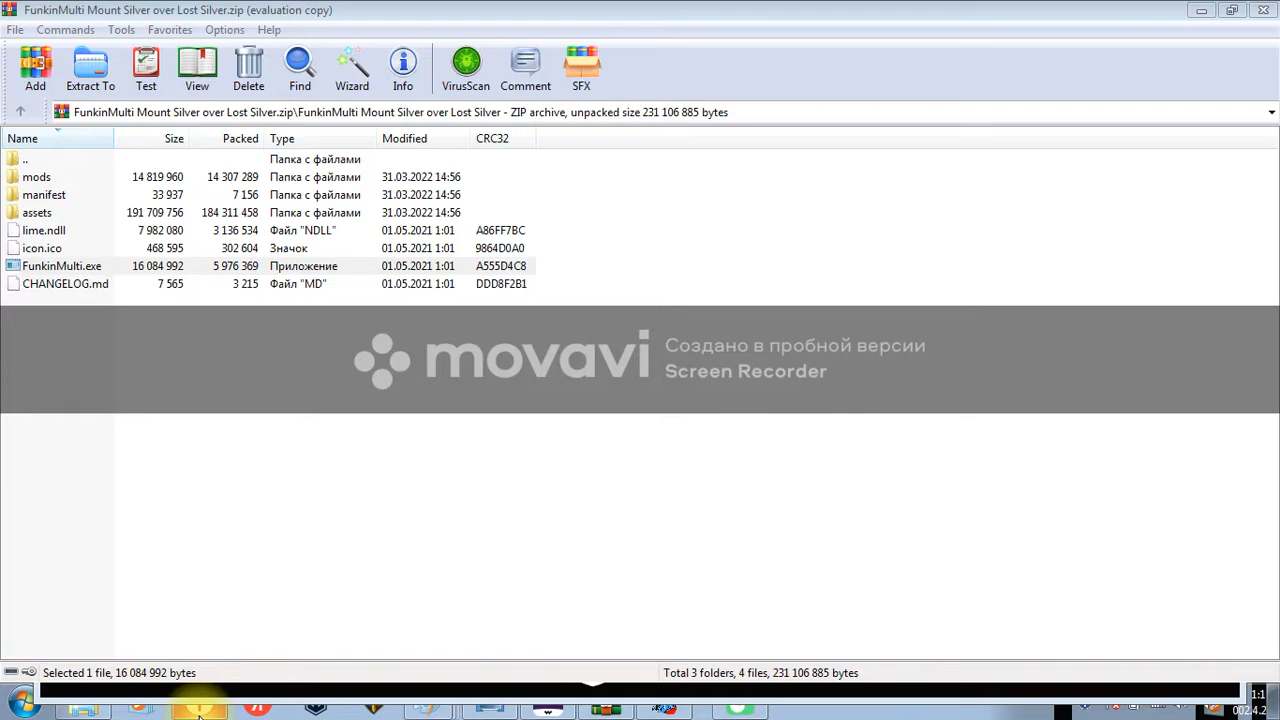 FunkinMulti Mount Silver over Lost Silver.zip (evaluation copy)
File Commands Tools Favorites Options Help
Add Extract To Test View Delete Find Wizard Info VirusScan Comment SFX
FunkinMulti Mount Silver over Lost Silver.zip\FunkinMulti Mount Silver over Lost Silver - ZIP archive, unpacked size 231 106 885 bytes
Name Size Packed Type Modified CRC32
.. Папка с файлами
mods 14 819 960 14 307 289 Папка с файлами 31.03.2022 14:56
manifest 33 937 7 156 Папка с файлами 31.03.2022 14:56
assets 191 709 756 184 311 458 Папка с файлами 31.03.2022 14:56
lime.ndll 7 982 080 3 136 534 Файл "NDLL" 01.05.2021 1:01 A86FF7BC
icon.ico 468 595 302 604 Значок 01.05.2021 1:01 9864D0A0
FunkinMulti.exe 16 084 992 5 976 369 Приложение 01.05.2021 1:01 A555D4C8
CHANGELOG.md 7 565 3 215 Файл "MD" 01.05.2021 1:01 DDD8F2B1
movavi Создано в пробной версии
Screen Recorder
Selected 1 file, 16 084 992 bytes Total 3 folders, 4 files, 231 106 885 bytes